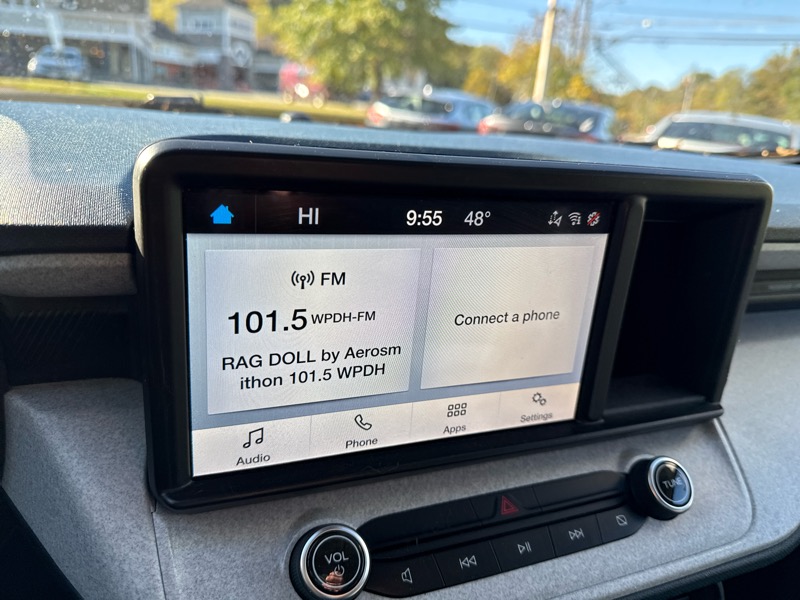 HI 9:55 48°
FM
101.5 WPDH-FM
RAG DOLL by Aerosm
ithon 101.5 WPDH
Connect a phone
Audio Phone Apps Settings
TUNE
VOL